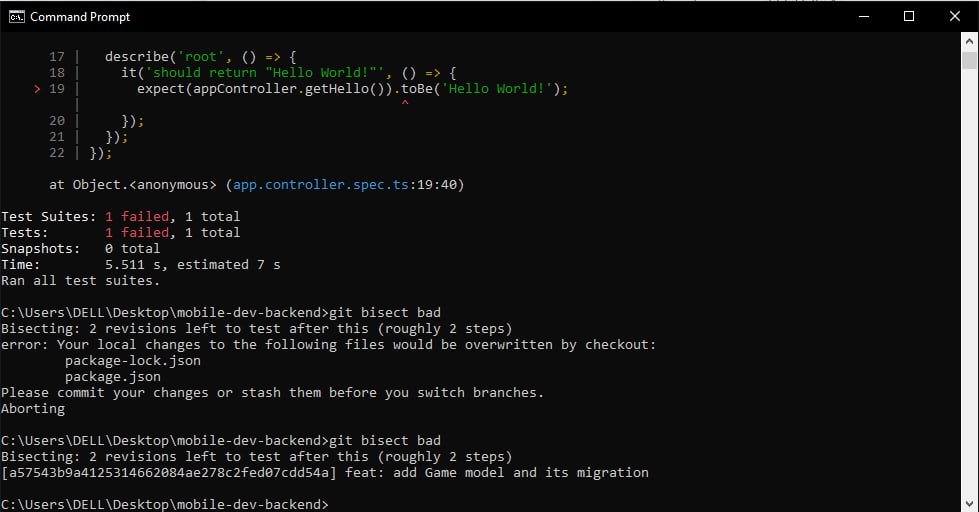 Command Prompt
17 |   describe('root', () => {
18 |     it('should return "Hello World!"', () => {
> 19 |       expect(appController.getHello()).toBe('Hello World!');
|                                        ^
20 |     });
21 |   });
22 | });
at Object.<anonymous> (app.controller.spec.ts:19:40)
Test Suites: 1 failed, 1 total
Tests:       1 failed, 1 total
Snapshots:   0 total
Time:        5.511 s, estimated 7 s
Ran all test suites.
C:\Users\DELL\Desktop\mobile-dev-backend>git bisect bad
Bisecting: 2 revisions left to test after this (roughly 2 steps)
error: Your local changes to the following files would be overwritten by checkout:
package-lock.json
package.json
Please commit your changes or stash them before you switch branches.
Aborting
C:\Users\DELL\Desktop\mobile-dev-backend>git bisect bad
Bisecting: 2 revisions left to test after this (roughly 2 steps)
[a57543b9a4125314662084ae278c2fed07cdd54a] feat: add Game model and its migration
C:\Users\DELL\Desktop\mobile-dev-backend>